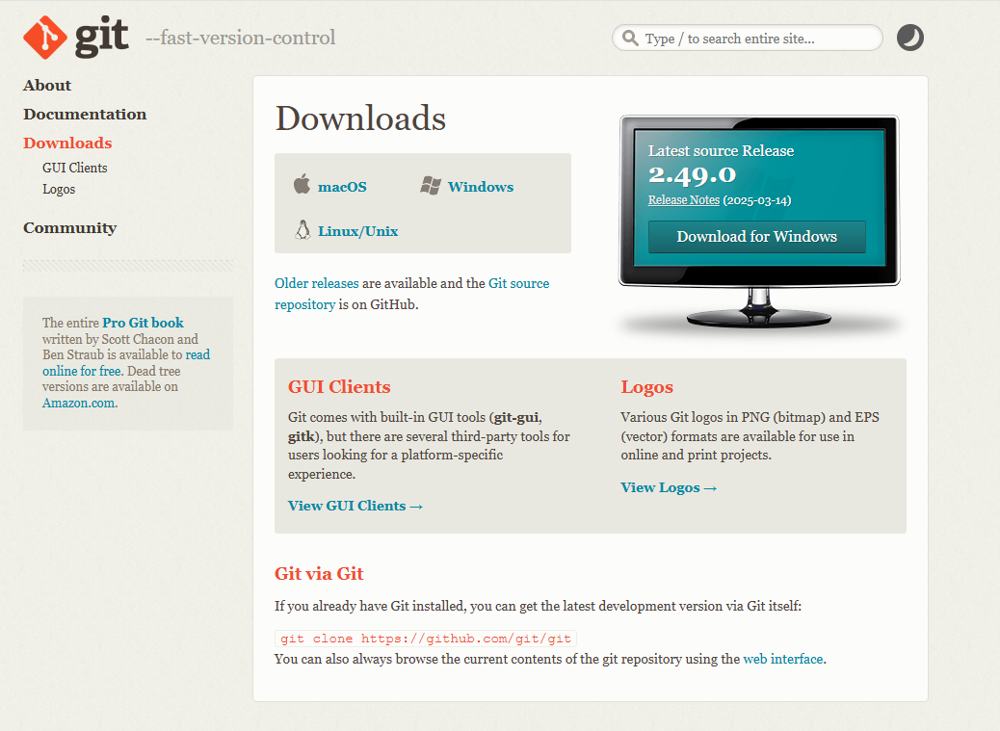 git --fast-version-control
Type / to search entire site...
About
Documentation
Downloads
GUI Clients
Logos
Community
The entire Pro Git book
written by Scott Chacon and
Ben Straub is available to read
online for free. Dead tree
versions are available on
Amazon.com.
Downloads
macOS
Windows
Linux/Unix
Older releases are available and the Git source
repository is on GitHub.
Latest source Release
2.49.0
Release Notes (2025-03-14)
Download for Windows
GUI Clients
Git comes with built-in GUI tools (git-gui,
gitk), but there are several third-party tools for
users looking for a platform-specific
experience.
View GUI Clients →
Logos
Various Git logos in PNG (bitmap) and EPS
(vector) formats are available for use in
online and print projects.
View Logos →
Git via Git
If you already have Git installed, you can get the latest development version via Git itself:
git clone https://github.com/git/git
You can also always browse the current contents of the git repository using the web interface.